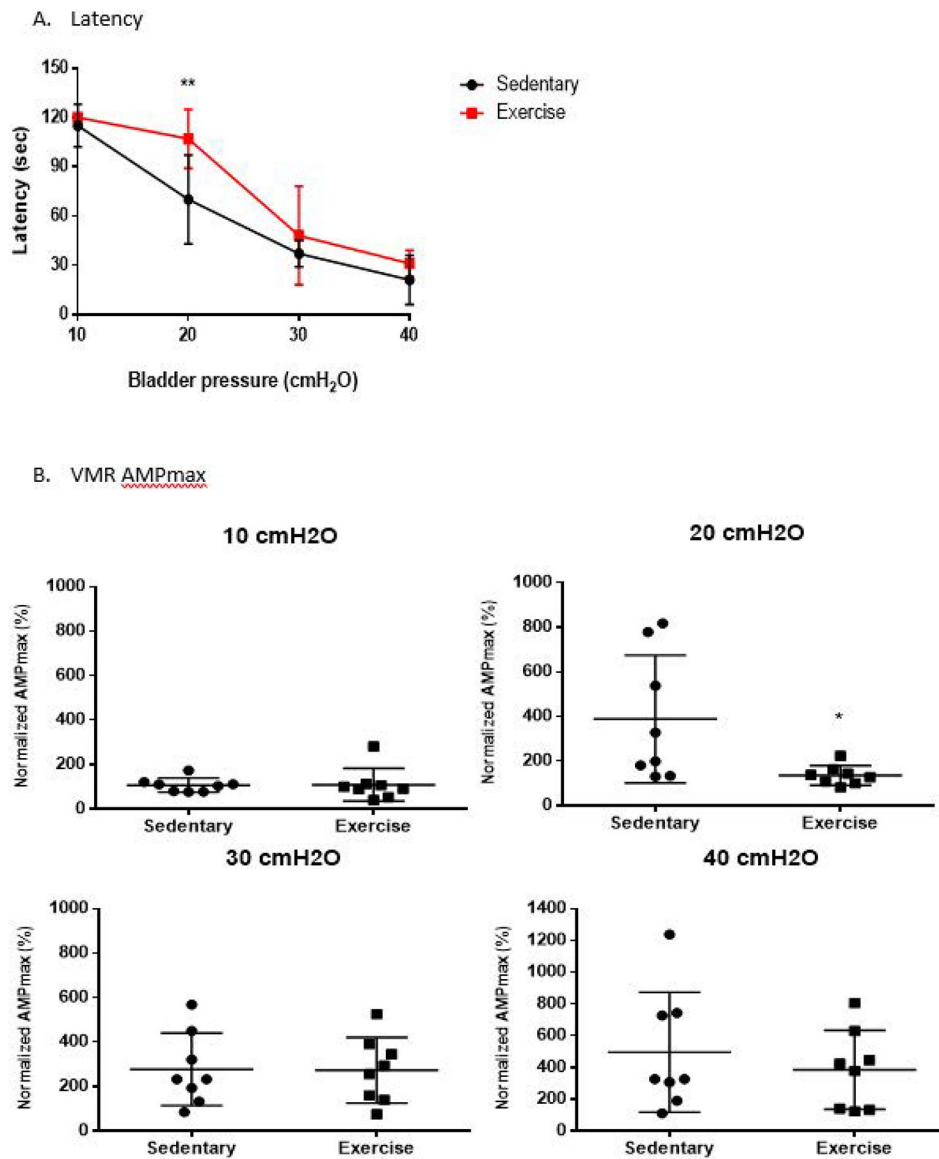 A. Latency
150
120
90
60
30
0
**
Latency (sec)
10 20 30 40
Bladder pressure (cmH₂O)
Sedentary
Exercise
B. VMR AMPmax
10 cmH2O
Normalized AMPmax (%)
1000
800
600
400
200
0
Sedentary Exercise
20 cmH2O
Normalized AMPmax (%)
1000
800
600
400
200
0
*
Sedentary Exercise
30 cmH2O
Normalized AMPmax (%)
1000
800
600
400
200
0
Sedentary Exercise
40 cmH2O
Normalized AMPmax (%)
1400
1200
1000
800
600
400
200
0
Sedentary Exercise